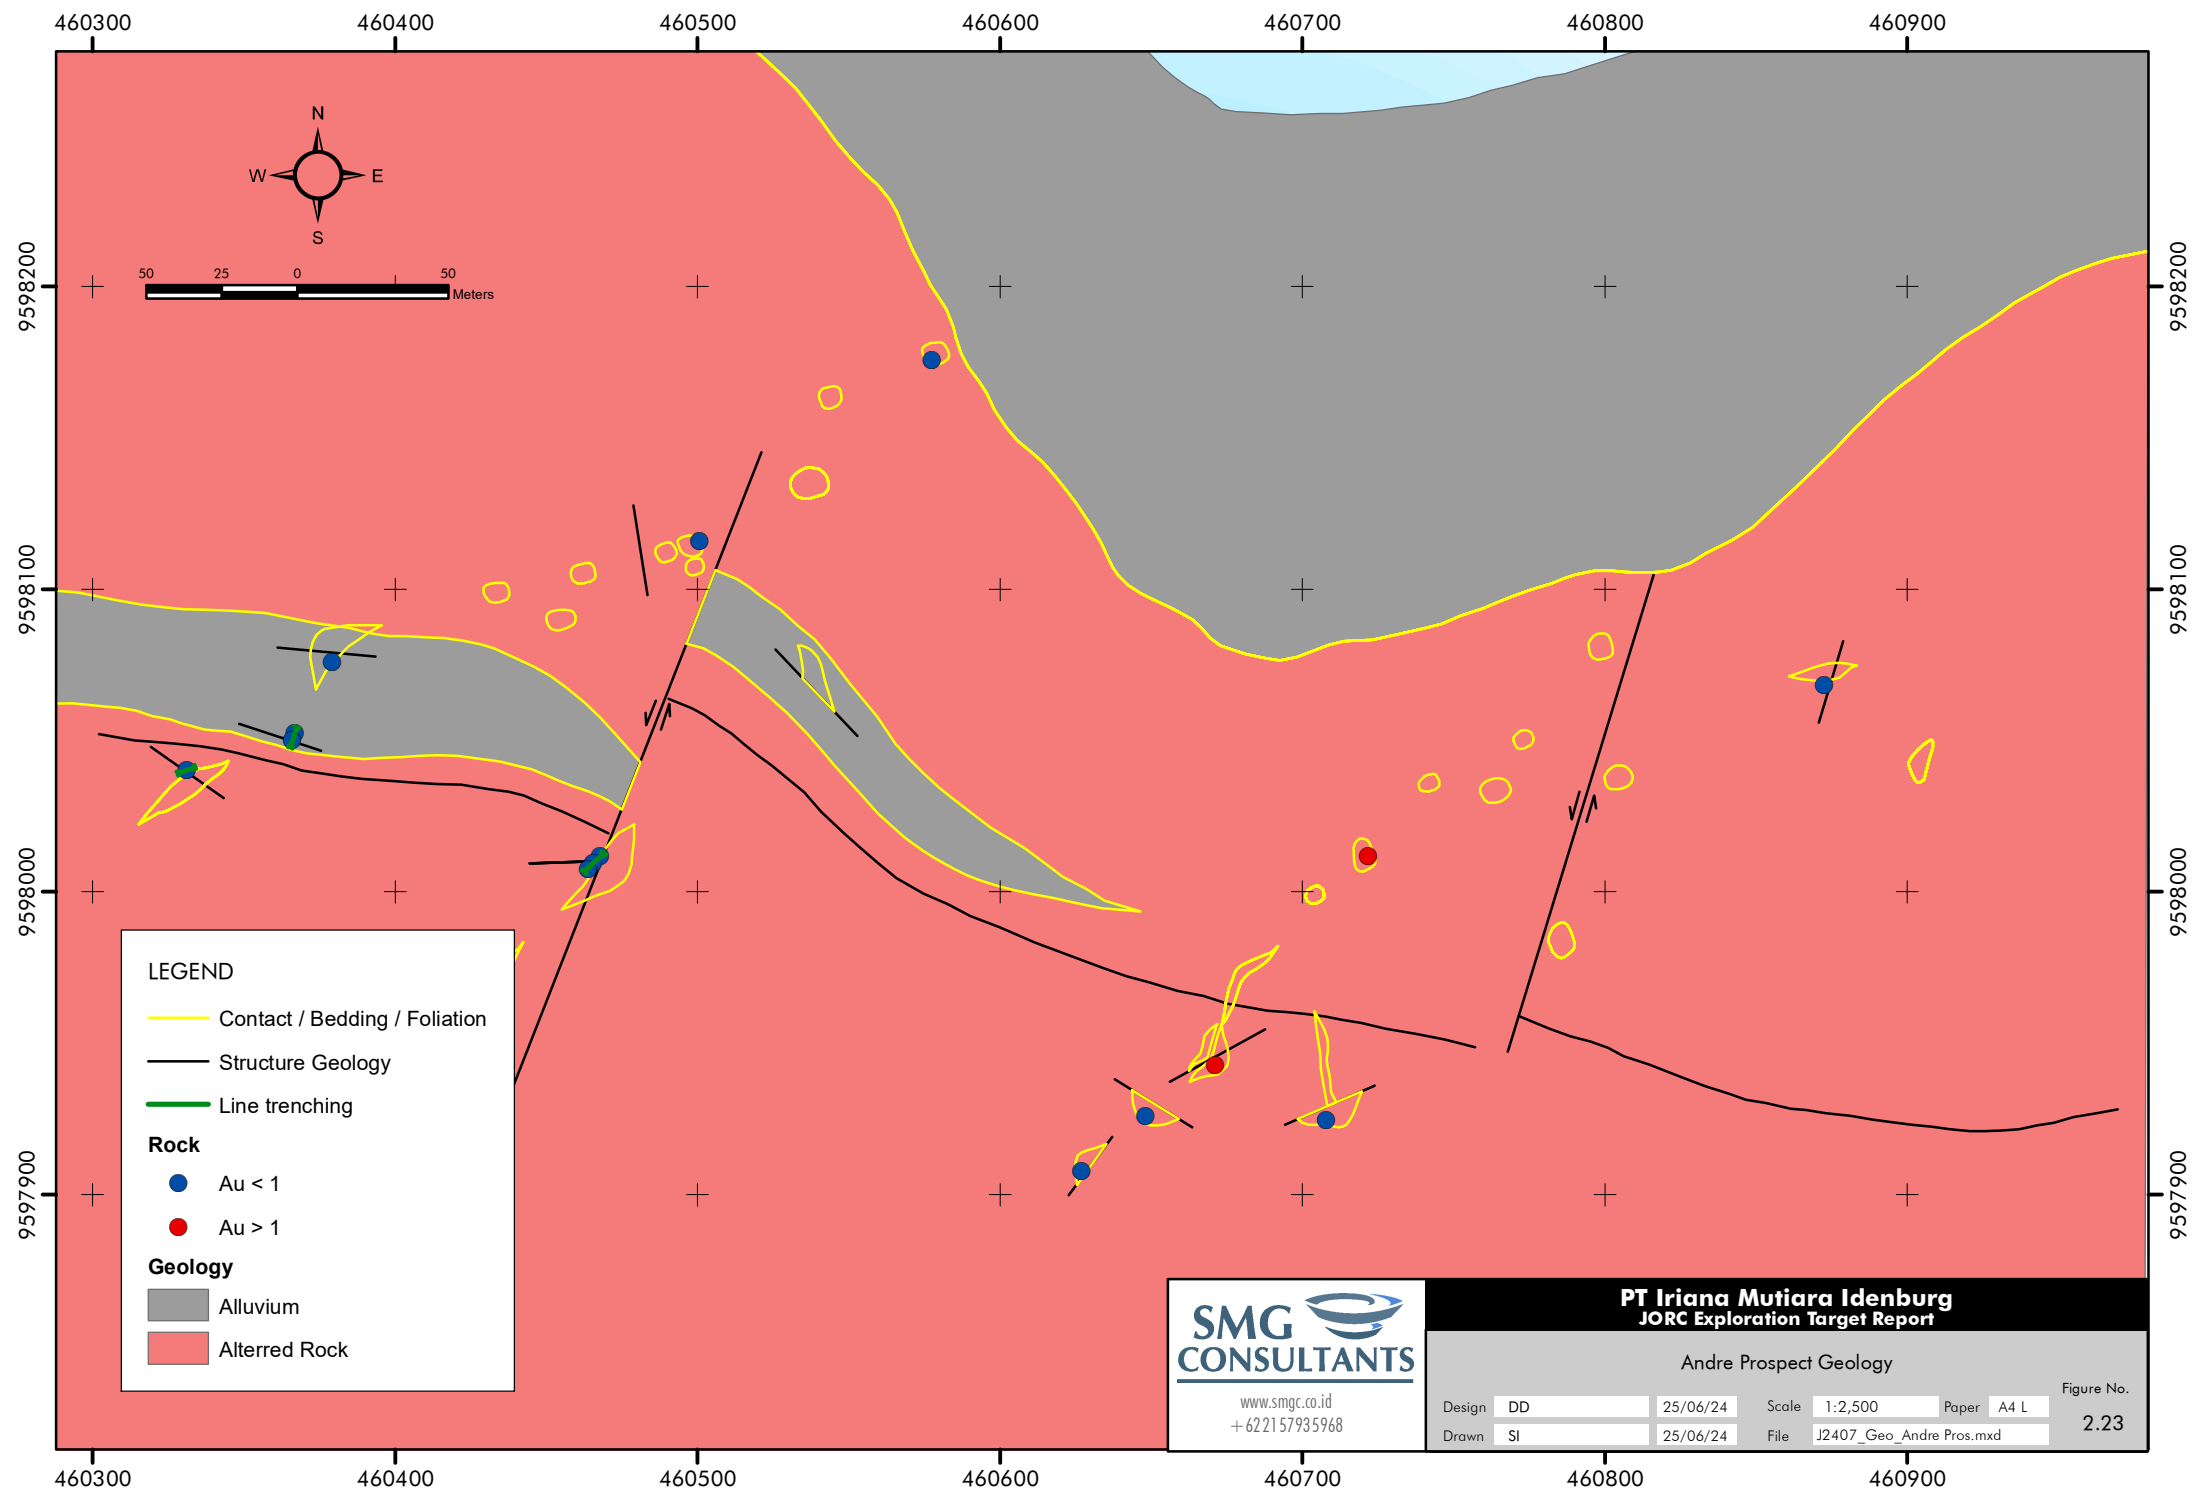 460300 460400 460500 460600 460700 460800 460900
N
W E
S
50 25 0 50
Meters
9598200 9598200
9598100 9598100
9598000 9598000
9597900 9597900
LEGEND
Contact / Bedding / Foliation
Structure Geology
Line trenching
Rock
Au < 1
Au > 1
Geology
Alluvium
Alterred Rock
SMG
CONSULTANTS
www.smgc.co.id
+622157935968
PT Iriana Mutiara Idenburg
JORC Exploration Target Report
Andre Prospect Geology
Figure No.
Design DD 25/06/24 Scale 1:2,500 Paper A4 L
2.23
Drawn SI 25/06/24 File J2407_Geo_Andre Pros.mxd
460300 460400 460500 460600 460700 460800 460900